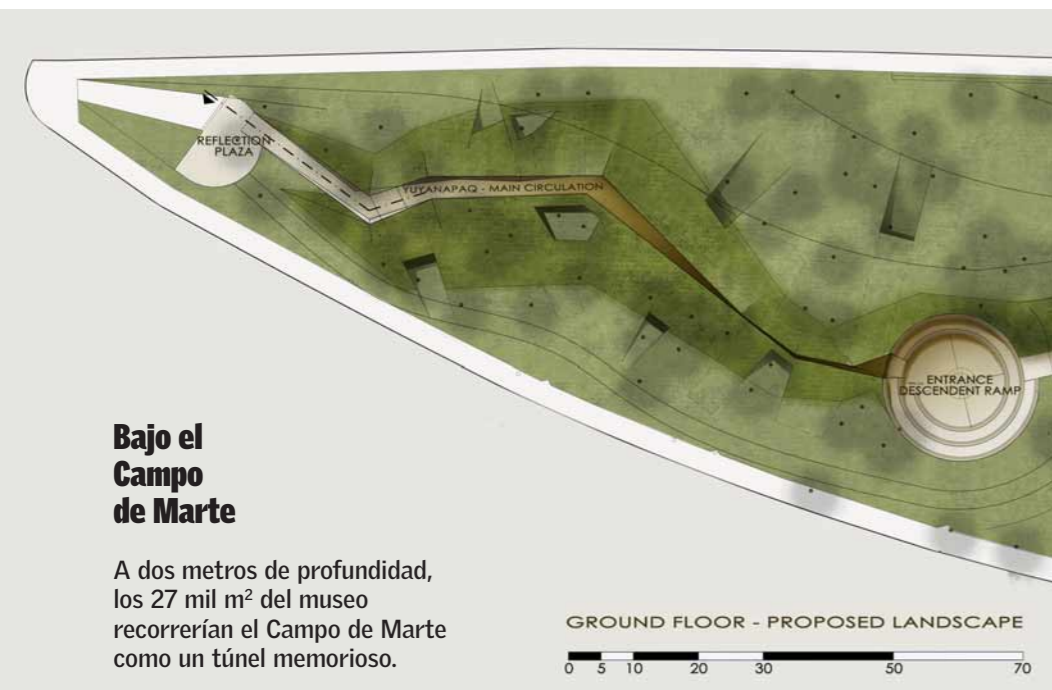 REFLECTION
PLAZA
YUYANAPAQ - MAIN CIRCULATION
ENTRANCE
DESCENDENT RAMP
Bajo el
Campo
de Marte
A dos metros de profundidad,
los 27 mil m² del museo
recorrerían el Campo de Marte
como un túnel memorioso.
GROUND FLOOR - PROPOSED LANDSCAPE
0 5 10 20 30 50 70